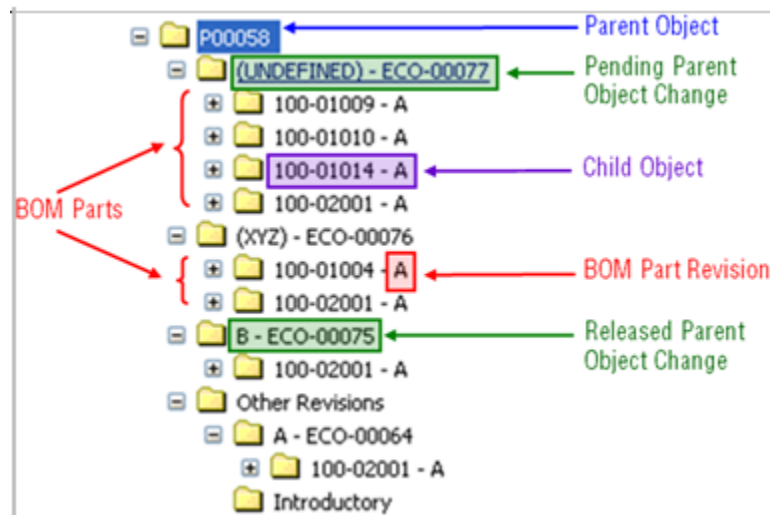 P00058
Parent Object
(UNDEFINED) - ECO-00077
Pending Parent
Object Change
100-01009 - A
100-01010 - A
100-01014 - A
Child Object
100-02001 - A
BOM Parts
(XYZ) - ECO-00076
100-01004 - A
BOM Part Revision
100-02001 - A
B - ECO-00075
Released Parent
Object Change
100-02001 - A
Other Revisions
A - ECO-00064
100-02001 - A
Introductory